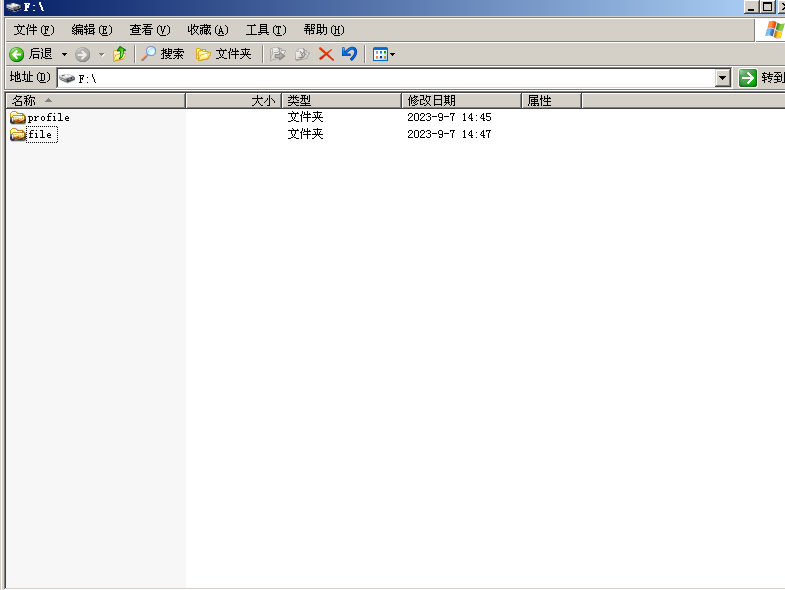 F:\
文件(F) 编辑(E) 查看(V) 收藏(A) 工具(T) 帮助(H)
后退 搜索 文件夹
地址(D) F:\ 转到
名称 大小 类型 修改日期 属性
profile 文件夹 2023-9-7 14:45
file 文件夹 2023-9-7 14:47